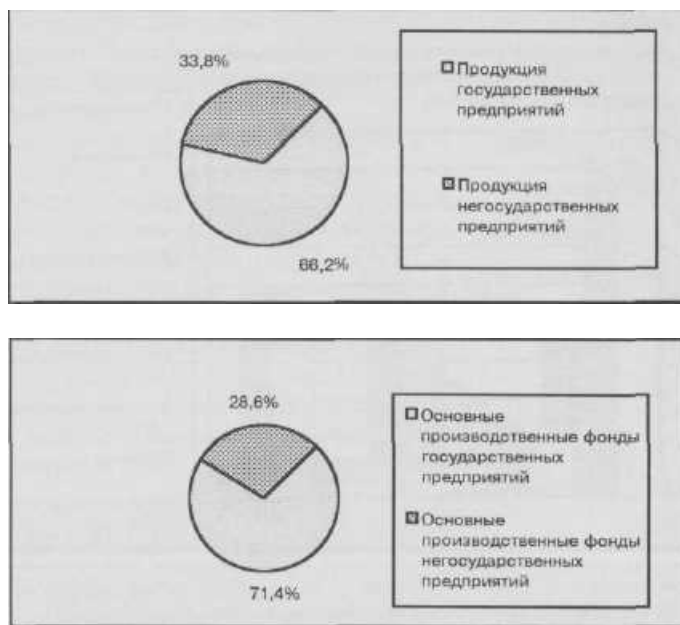 33,8%
66,2%
Продукция
государственных
предприятий
Продукция
негосударственных
предприятий
28,6%
71,4%
Основные
производственные фонды
государственных
предприятий
Основные
производственные фонды
негосударственных
предприятий